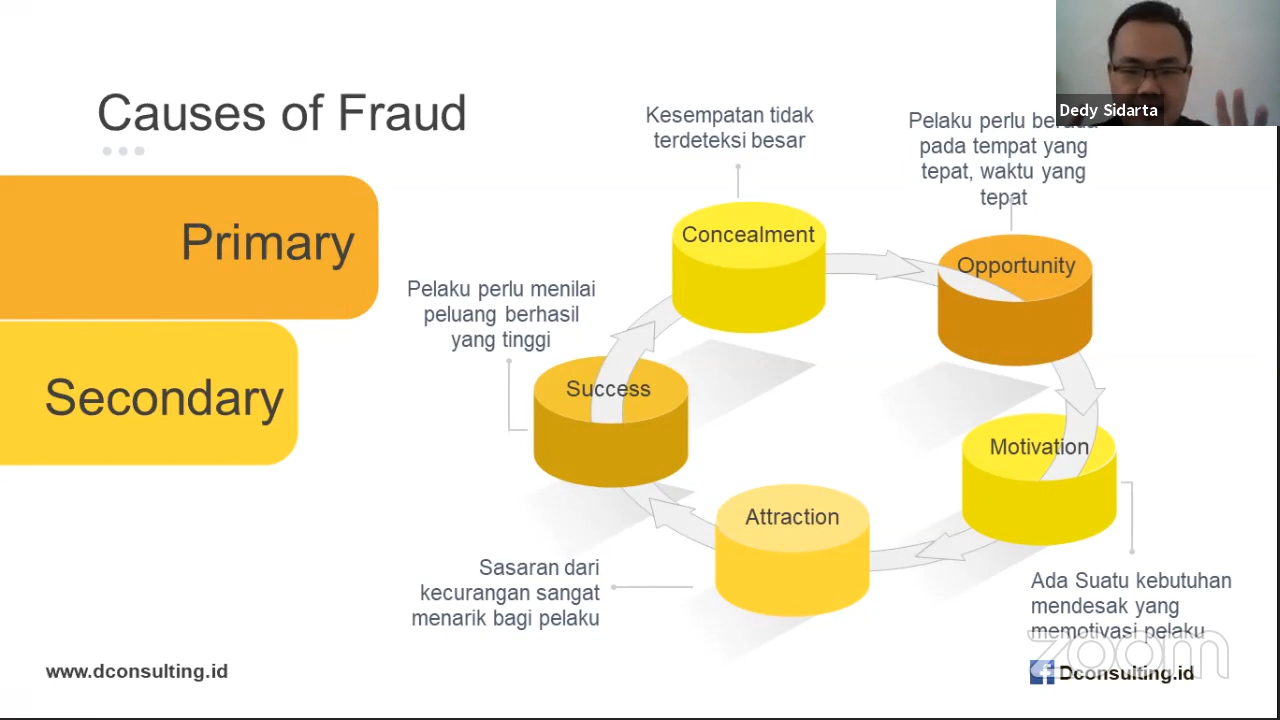 Causes of Fraud
Primary
Secondary
Kesempatan tidak
terdeteksi besar
Concealment
Dedy Sidarta
Pelaku perlu
pada tempat yang
tepat, waktu yang
tepat
Opportunity
Pelaku perlu menilai
peluang berhasil
yang tinggi
Success
Motivation
Attraction
Sasaran dari
kecurangan sangat
menarik bagi pelaku
Ada Suatu kebutuhan
mendesak yang
memotivasi pelaku
zoom
www.dconsulting.id
f Dconsulting.id